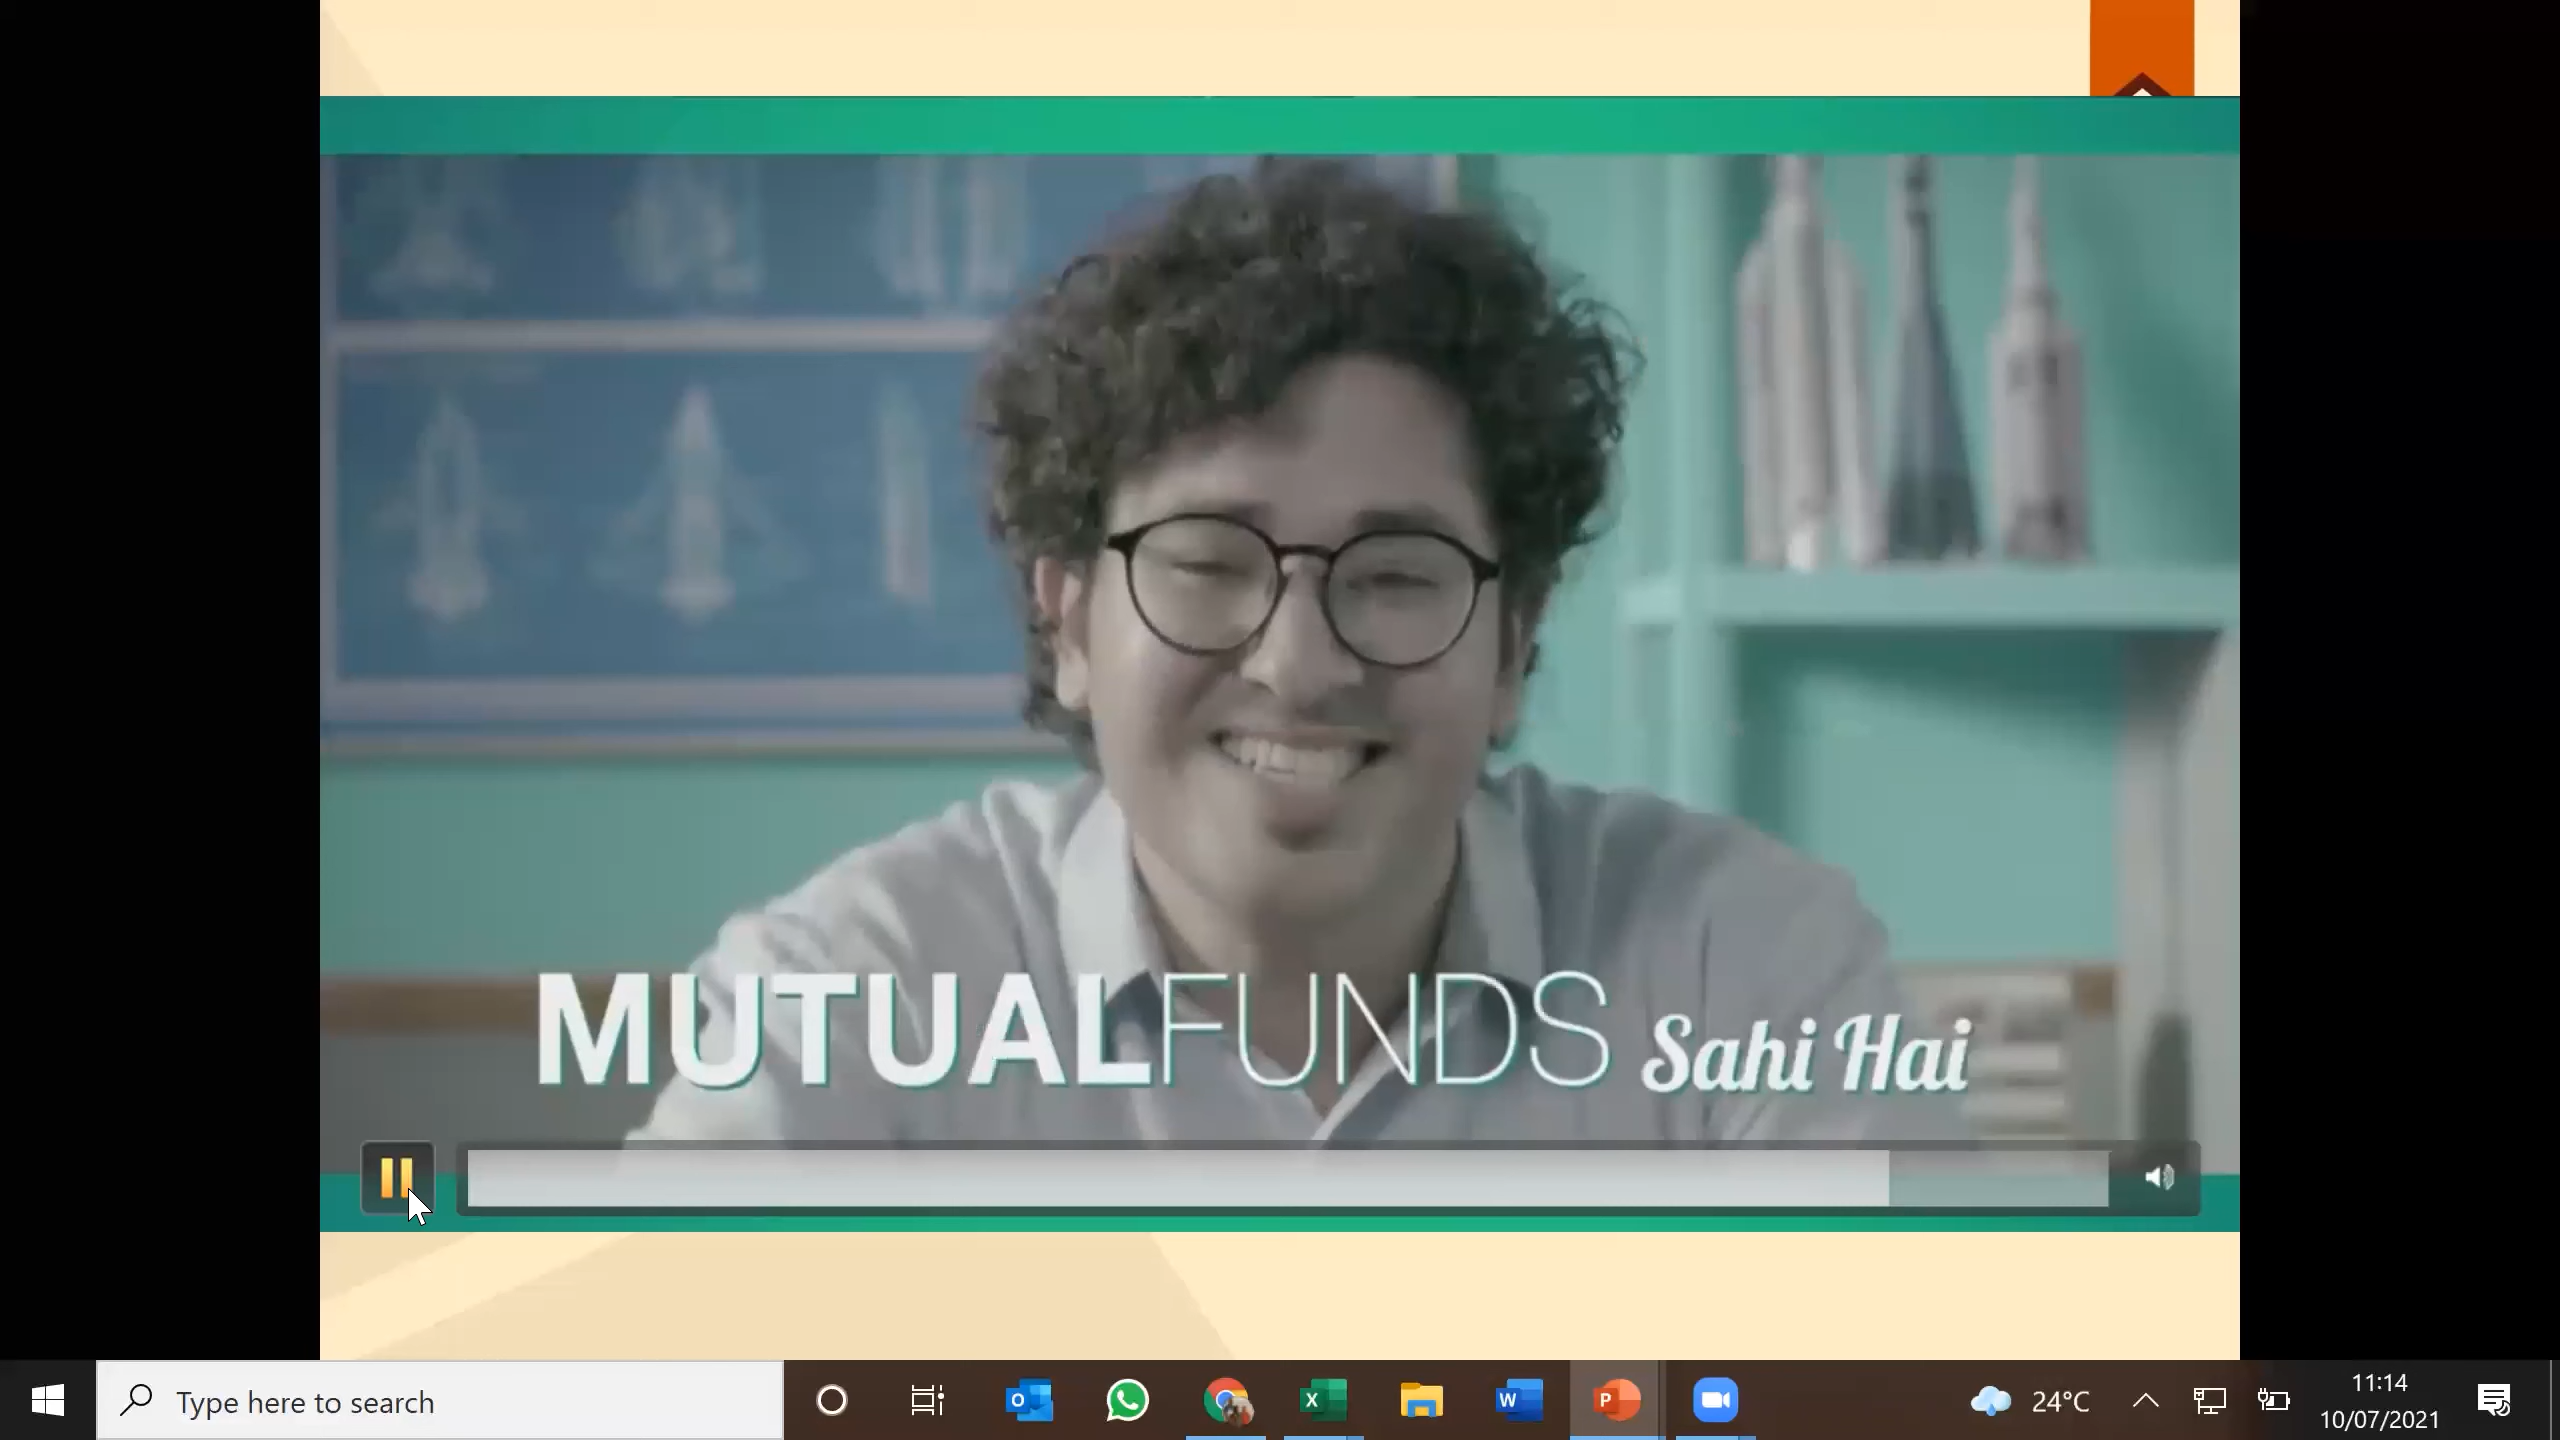 MUTUALFUNDS Sahi Hai
Type here to search
24°C
11:14
10/07/2021